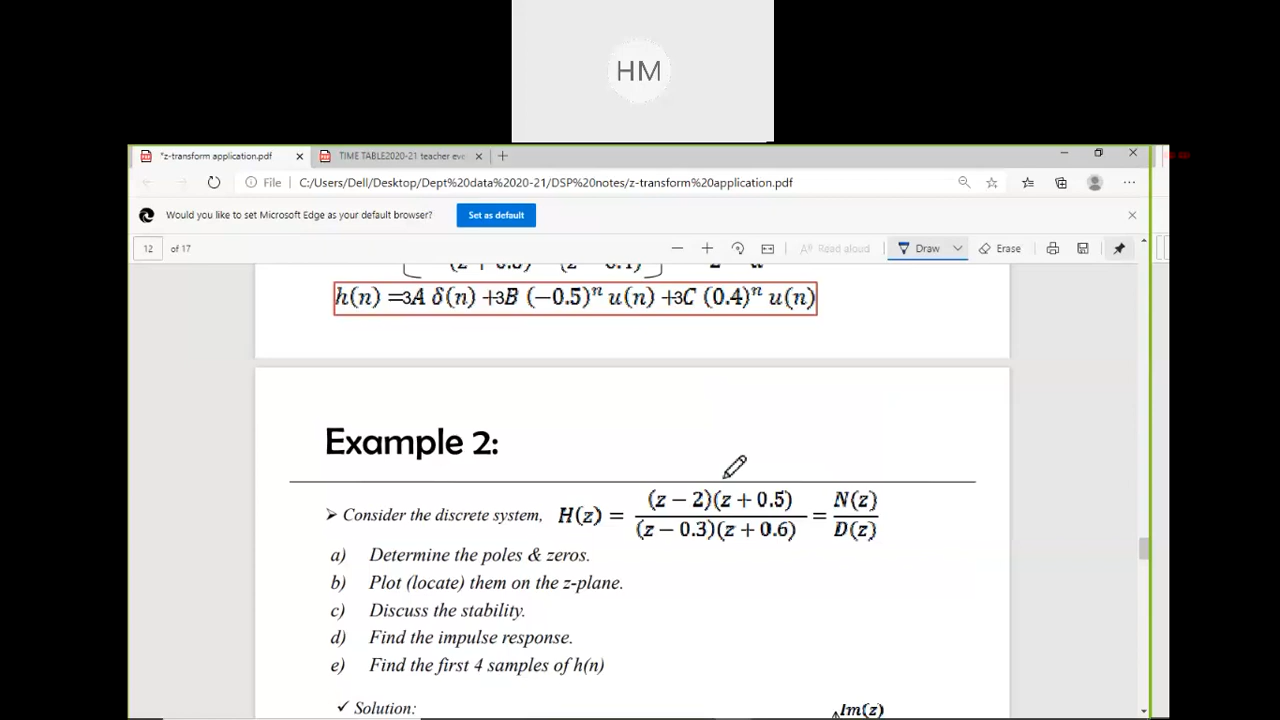 HM
*z-transform application.pdf
TIME TABLE2020-21 teacher eve
File C:/Users/Dell/Desktop/Dept%20data%2020-21/DSP%20notes/z-transform%20application.pdf
Would you like to set Microsoft Edge as your default browser? Set as default
12 of 17 Read aloud Draw Erase
h(n) =3A δ(n) +3B (−0.5)ⁿ u(n) +3C (0.4)ⁿ u(n)
Example 2:
➢ Consider the discrete system, H(z) = (z − 2)(z + 0.5) / (z − 0.3)(z + 0.6) = N(z) / D(z)
a) Determine the poles & zeros.
b) Plot (locate) them on the z-plane.
c) Discuss the stability.
d) Find the impulse response.
e) Find the first 4 samples of h(n)
✓ Solution:
Im(z)